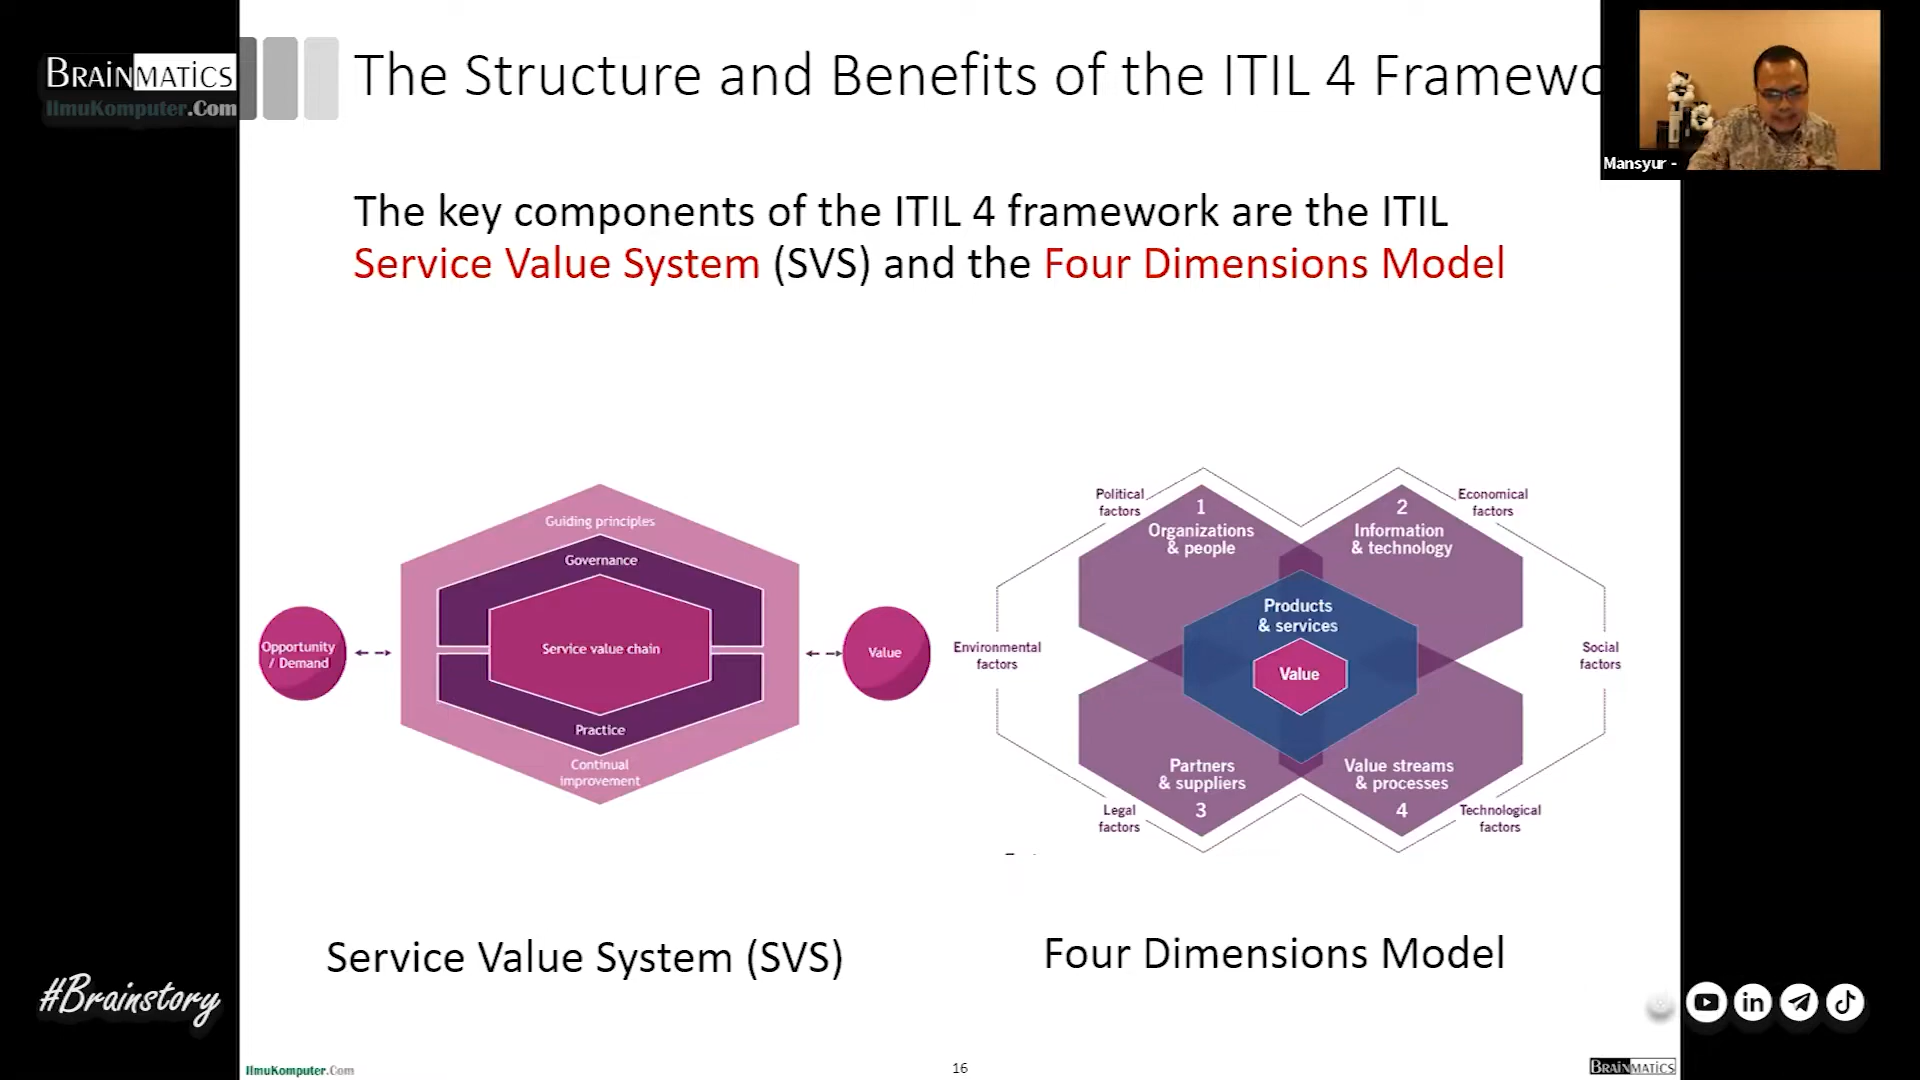 BRAINMATICS
IlmuKomputer.Com
The Structure and Benefits of the ITIL 4 Framewo
Mansyur -
The key components of the ITIL 4 framework are the ITIL
Service Value System (SVS) and the Four Dimensions Model
Guiding principles
Governance
Service value chain
Practice
Continual
improvement
Opportunity
/ Demand
Value
Political
factors
1
Organizations
& people
2
Information
& technology
Economical
factors
Products
& services
Value
Environmental
factors
Social
factors
Partners
& suppliers
3
Value streams
& processes
4
Legal
factors
Technological
factors
Service Value System (SVS)
Four Dimensions Model
#Brainstory
in
IlmuKomputer.Com
16
BRAINMATICS